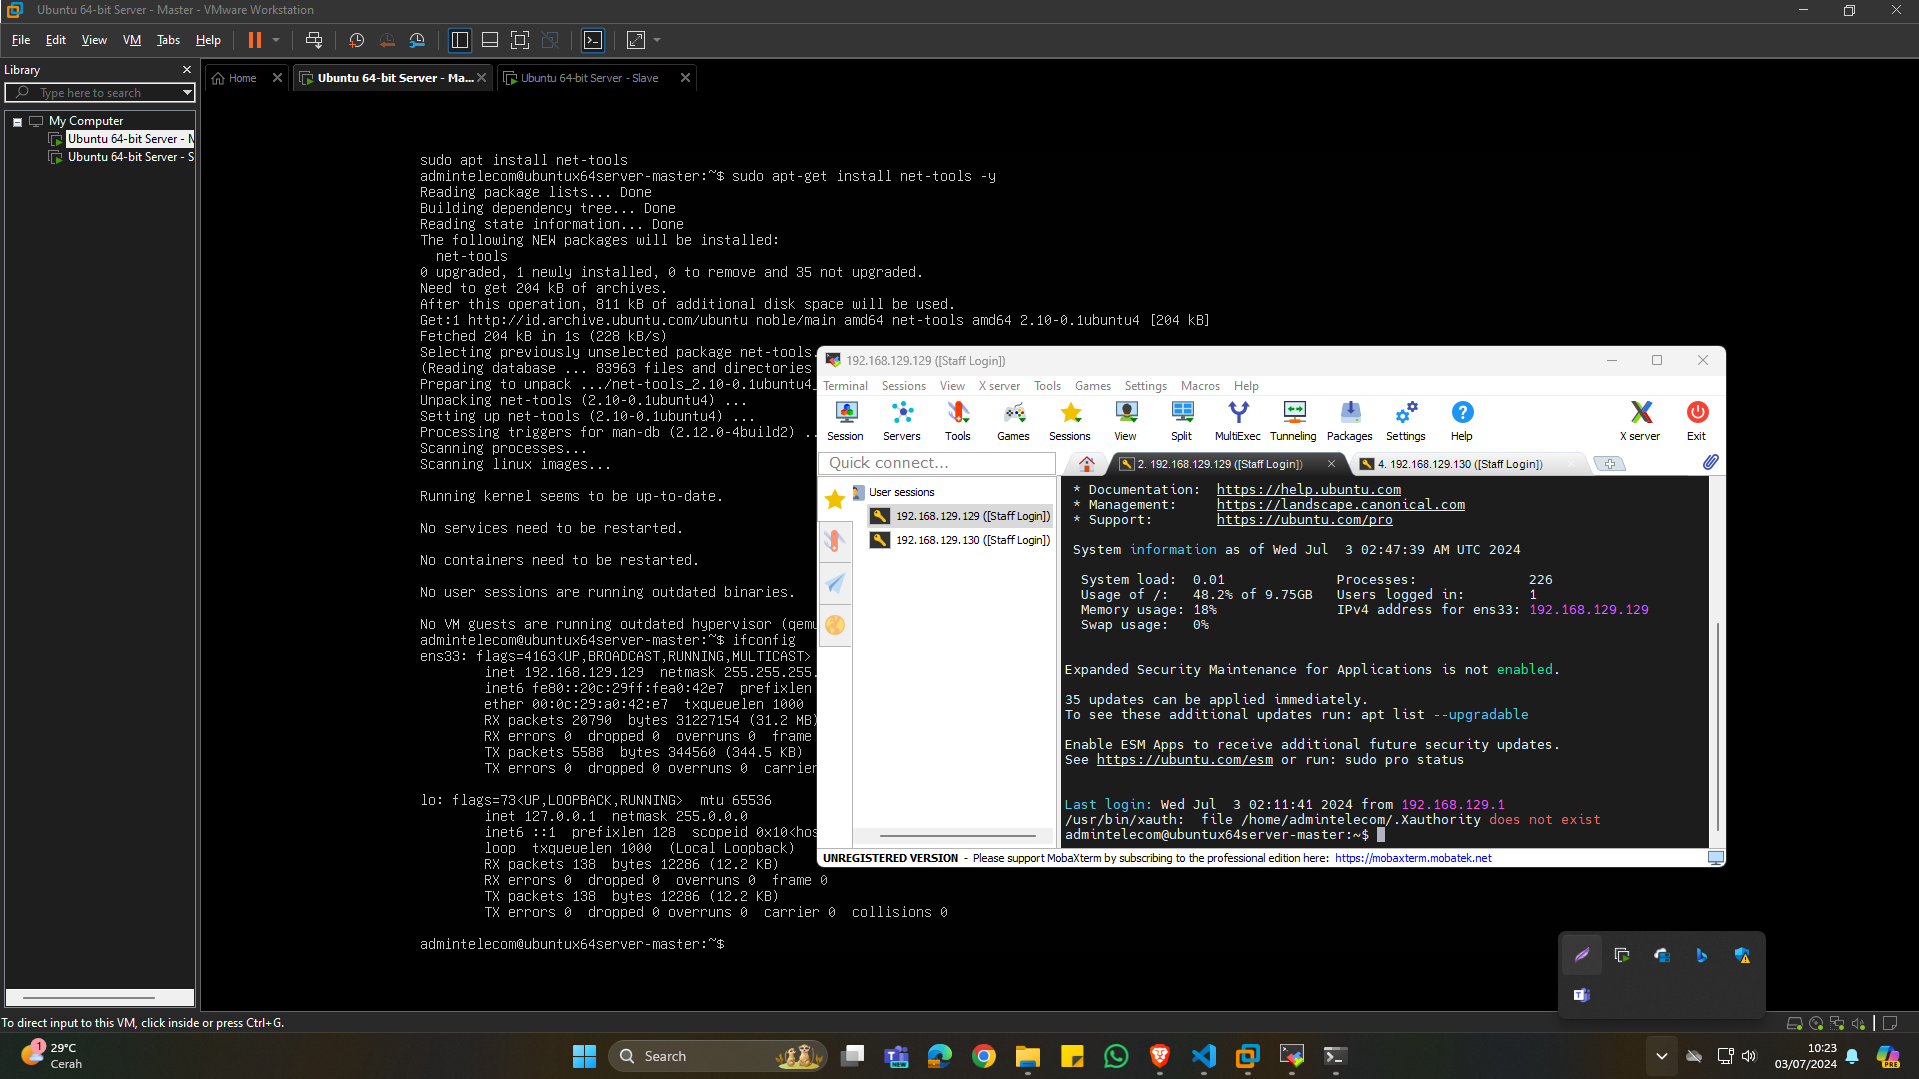 Ubuntu 64-bit Server - Master - VMware Workstation
File Edit View VM Tabs Help
Library
Type here to search
My Computer
Ubuntu 64-bit Server - M
Ubuntu 64-bit Server - S
Home
Ubuntu 64-bit Server - Ma...
Ubuntu 64-bit Server - Slave
sudo apt install net-tools
admintelecom@ubuntux64server-master:~$ sudo apt-get install net-tools -y
Reading package lists... Done
Building dependency tree... Done
Reading state information... Done
The following NEW packages will be installed:
net-tools
0 upgraded, 1 newly installed, 0 to remove and 35 not upgraded.
Need to get 204 kB of archives.
After this operation, 811 kB of additional disk space will be used.
Get:1 http://id.archive.ubuntu.com/ubuntu noble/main amd64 net-tools amd64 2.10-0.1ubuntu4 [204 kB]
Fetched 204 kB in 1s (228 kB/s)
Selecting previously unselected package net-tools.
(Reading database ... 83963 files and directories
Preparing to unpack .../net-tools_2.10-0.1ubuntu4_
Unpacking net-tools (2.10-0.1ubuntu4) ...
Setting up net-tools (2.10-0.1ubuntu4) ...
Processing triggers for man-db (2.12.0-4build2) ..
Scanning processes...
Scanning linux images...
Running kernel seems to be up-to-date.
No services need to be restarted.
No containers need to be restarted.
No user sessions are running outdated binaries.
No VM guests are running outdated hypervisor (qemu
admintelecom@ubuntux64server-master:~$ ifconfig
ens33: flags=4163<UP,BROADCAST,RUNNING,MULTICAST>
inet 192.168.129.129 netmask 255.255.255.
inet6 fe80::20c:29ff:fea0:42e7 prefixlen
ether 00:0c:29:a0:42:e7 txqueuelen 1000
RX packets 20790 bytes 31227154 (31.2 MB)
RX errors 0 dropped 0 overruns 0 frame
TX packets 5588 bytes 344560 (344.5 KB)
TX errors 0 dropped 0 overruns 0 carrier
lo: flags=73<UP,LOOPBACK,RUNNING> mtu 65536
inet 127.0.0.1 netmask 255.0.0.0
inet6 ::1 prefixlen 128 scopeid 0x10<hos
loop txqueuelen 1000 (Local Loopback)
RX packets 138 bytes 12286 (12.2 KB)
RX errors 0 dropped 0 overruns 0 frame 0
TX packets 138 bytes 12286 (12.2 KB)
TX errors 0 dropped 0 overruns 0 carrier 0 collisions 0
admintelecom@ubuntux64server-master:~$
192.168.129.129 ([Staff Login])
Terminal Sessions View X server Tools Games Settings Macros Help
Session Servers Tools Games Sessions View Split MultiExec Tunneling Packages Settings Help X server Exit
Quick connect...
2. 192.168.129.129 ([Staff Login])
4. 192.168.129.130 ([Staff Login])
User sessions
192.168.129.129 ([Staff Login])
192.168.129.130 ([Staff Login])
* Documentation: https://help.ubuntu.com
* Management: https://landscape.canonical.com
* Support: https://ubuntu.com/pro
System information as of Wed Jul 3 02:47:39 AM UTC 2024
System load: 0.01 Processes: 226
Usage of /: 48.2% of 9.75GB Users logged in: 1
Memory usage: 18% IPv4 address for ens33: 192.168.129.129
Swap usage: 0%
Expanded Security Maintenance for Applications is not enabled.
35 updates can be applied immediately.
To see these additional updates run: apt list --upgradable
Enable ESM Apps to receive additional future security updates.
See https://ubuntu.com/esm or run: sudo pro status
Last login: Wed Jul 3 02:11:41 2024 from 192.168.129.1
/usr/bin/xauth: file /home/admintelecom/.Xauthority does not exist
admintelecom@ubuntux64server-master:~$
UNREGISTERED VERSION - Please support MobaXterm by subscribing to the professional edition here: https://mobaxterm.mobatek.net
To direct input to this VM, click inside or press Ctrl+G.
1
29°C
Cerah
Search
NEW
10:23
03/07/2024
PRE